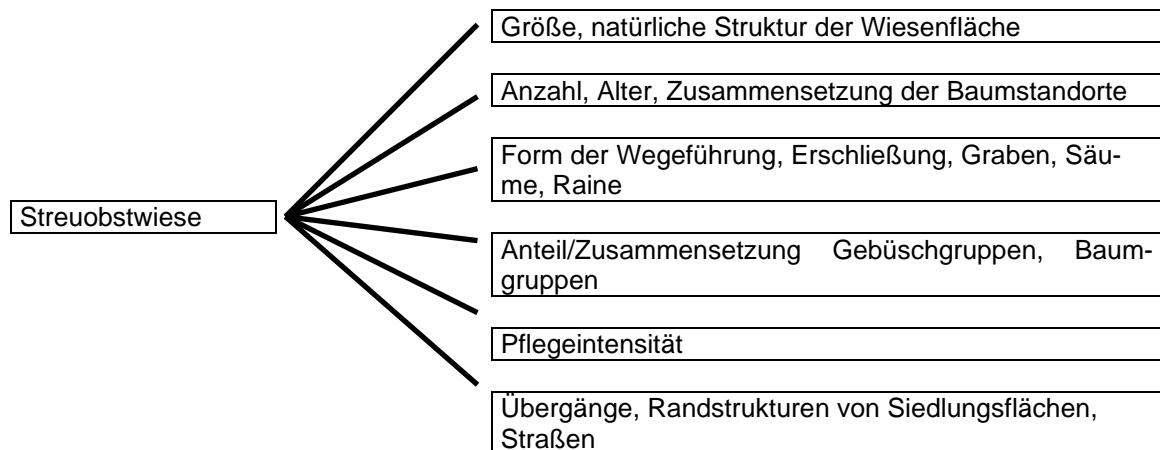 Größe, natürliche Struktur der Wiesenfläche
Anzahl, Alter, Zusammensetzung der Baumstandorte
Form der Wegeführung, Erschließung, Graben, Säu-
me, Raine
Streuobstwiese
Anteil/Zusammensetzung Gebüschgruppen, Baum-
gruppen
Pflegeintensität
Übergänge, Randstrukturen von Siedlungsflächen,
Straßen